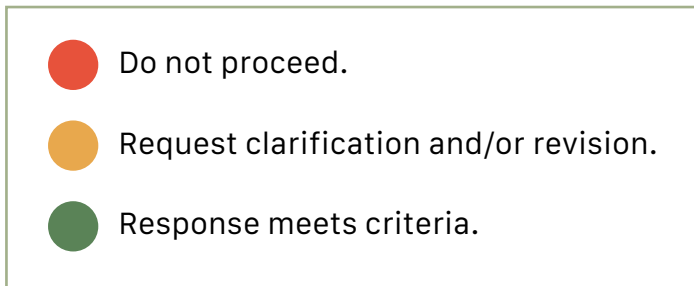 Do not proceed.
Request clarification and/or revision.
Response meets criteria.